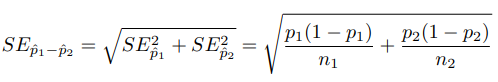 $SE_{\hat{p}_1-\hat{p}_2} = \sqrt{SE^2_{\hat{p}_1} + SE^2_{\hat{p}_2}} = \sqrt{\frac{p_1(1-p_1)}{n_1} + \frac{p_2(1-p_2)}{n_2}}$